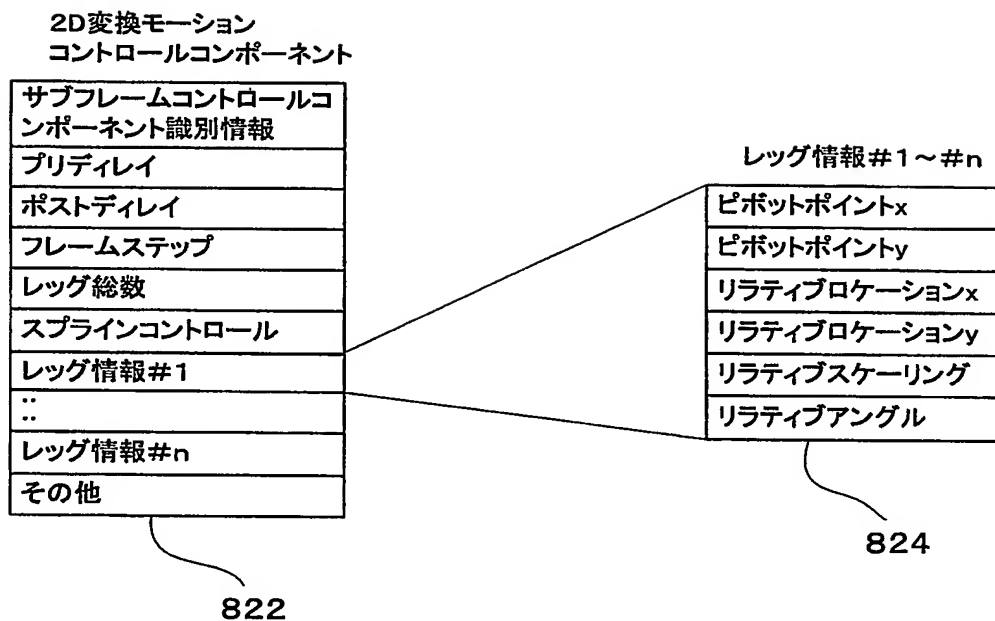 2D変換モーション
コントロールコンポーネント
サブフレームコントロールコ
ンポーネント識別情報
プリディレイ
ポストディレイ
フレームステップ
レッグ総数
スプラインコントロール
レッグ情報#1
::
レッグ情報#n
その他
822
レッグ情報#1~#n
ピボットポイントx
ピボットポイントy
リラティブロケーションx
リラティブロケーションy
リラティブスケーリング
リラティブアングル
824